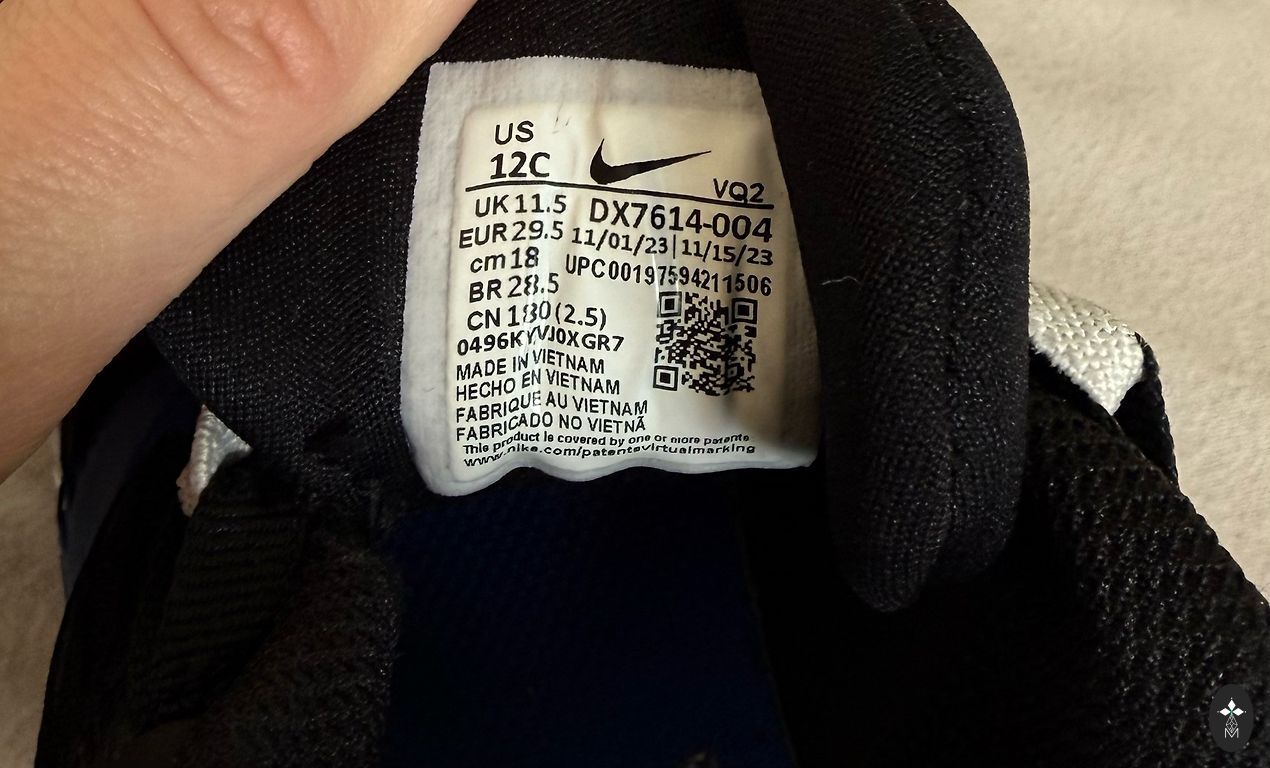 US
12C
VQ2
UK 11.5 DX7614-004
EUR 29.5 11/01/23|11/15/23
cm 18 UPC00197594211506
BR 28.5
CN 180 (2.5)
0496KYVJ0XGR7
MADE IN VIETNAM
HECHO EN VIETNAM
FABRIQUE AU VIETNAM
FABRICADO NO VIETNÃ
This product is covered by one or more patents
www.nike.com/patentsvirtualmarking
M